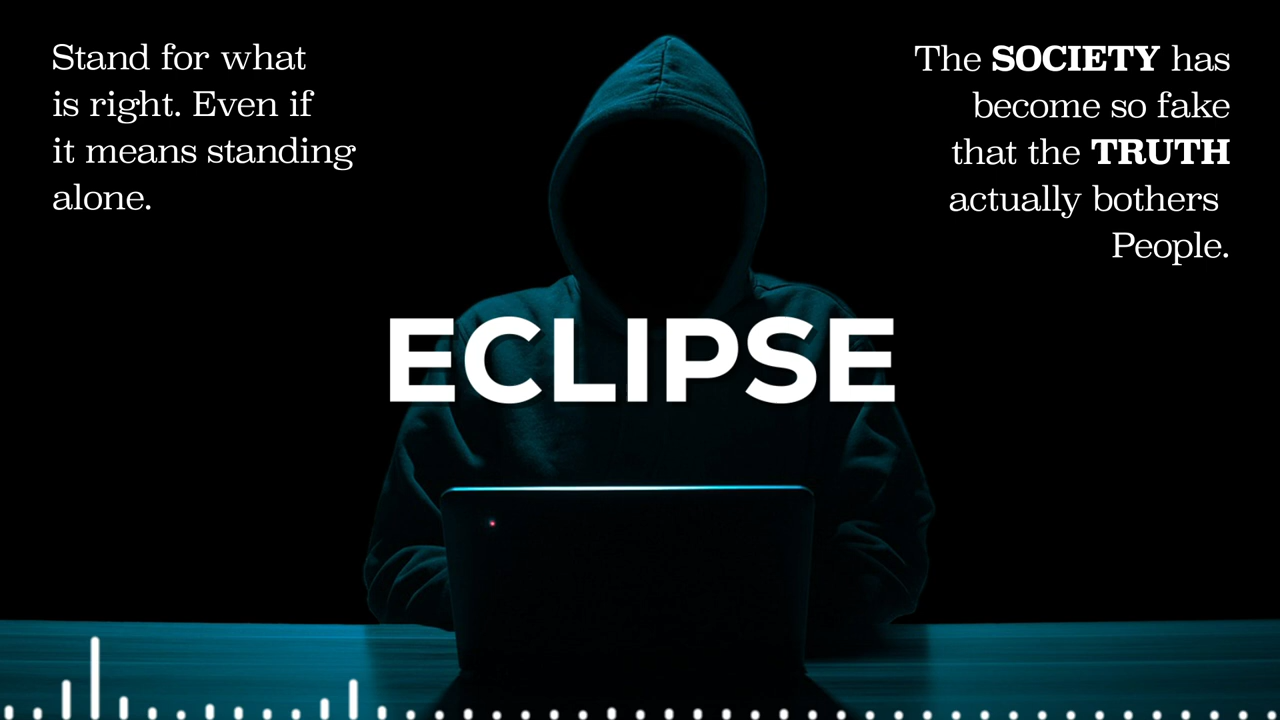 Stand for what
is right. Even if
it means standing
alone.
The SOCIETY has
become so fake
that the TRUTH
actually bothers
People.
ECLIPSE